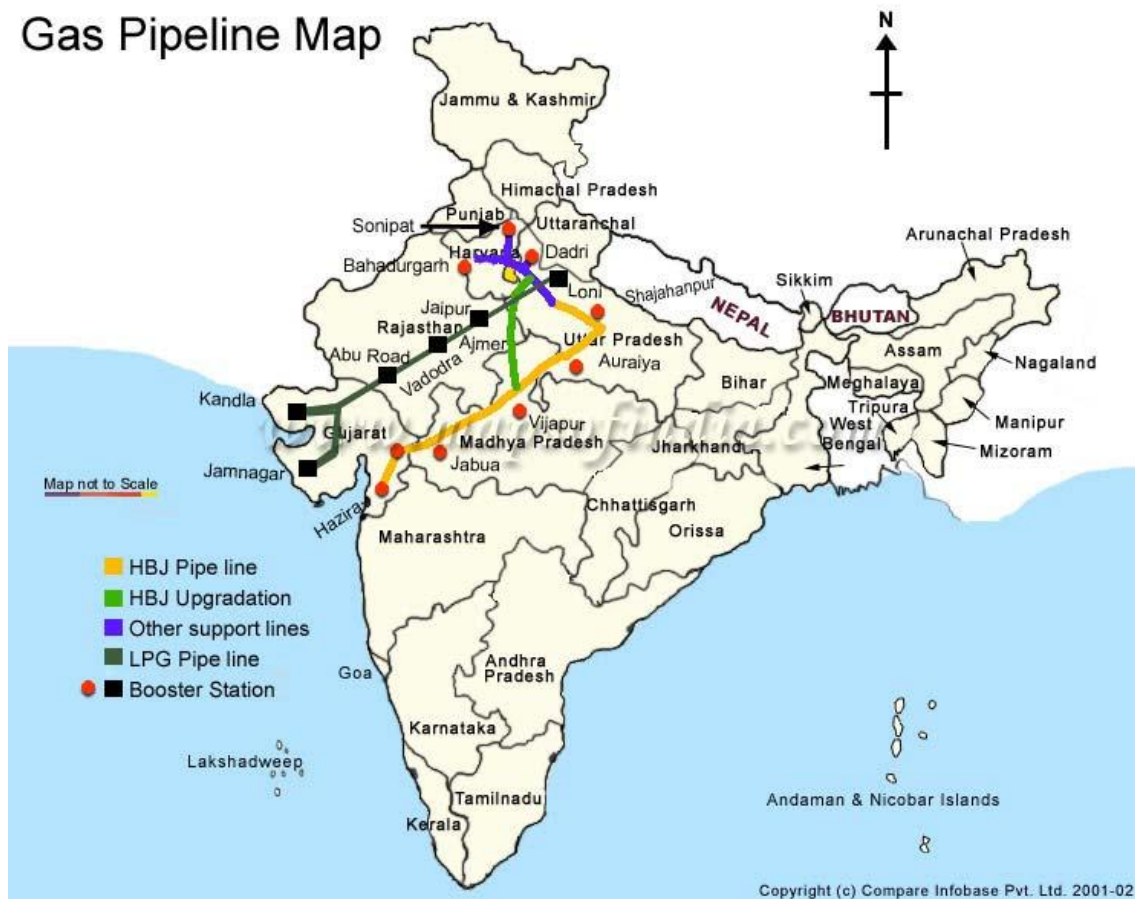 Gas Pipeline Map
Jammu & Kashmir
Himachal Pradesh
Punjab
Sonipat
Uttaranchal
Haryana
Dadri
Bahadurgarh
Arunachal Pradesh
Loni
Shajahanpur
Sikkim
NEPAL
BHUTAN
Jaipur
Rajasthan
Uttar Pradesh
Ajmer
Assam
Nagaland
Abu Road
Vadodra
Auraiya
Bihar
Meghalaya
Kandla
Tripura
Manipur
www.mapsofindia.com
Vijapur
West
Bengal
Gujarat
Madhya Pradesh
Jharkhand
Mizoram
Jamnagar
Jabua
Map not to Scale
Hazira
Chhattisgarh
Orissa
Maharashtra
HBJ Pipe line
HBJ Upgradation
Other support lines
LPG Pipe line
Booster Station
Goa
Andhra
Pradesh
Karnataka
Lakshadweep
Tamilnadu
Kerala
Andaman & Nicobar Islands
Copyright (c) Compare Infobase Pvt. Ltd. 2001-02